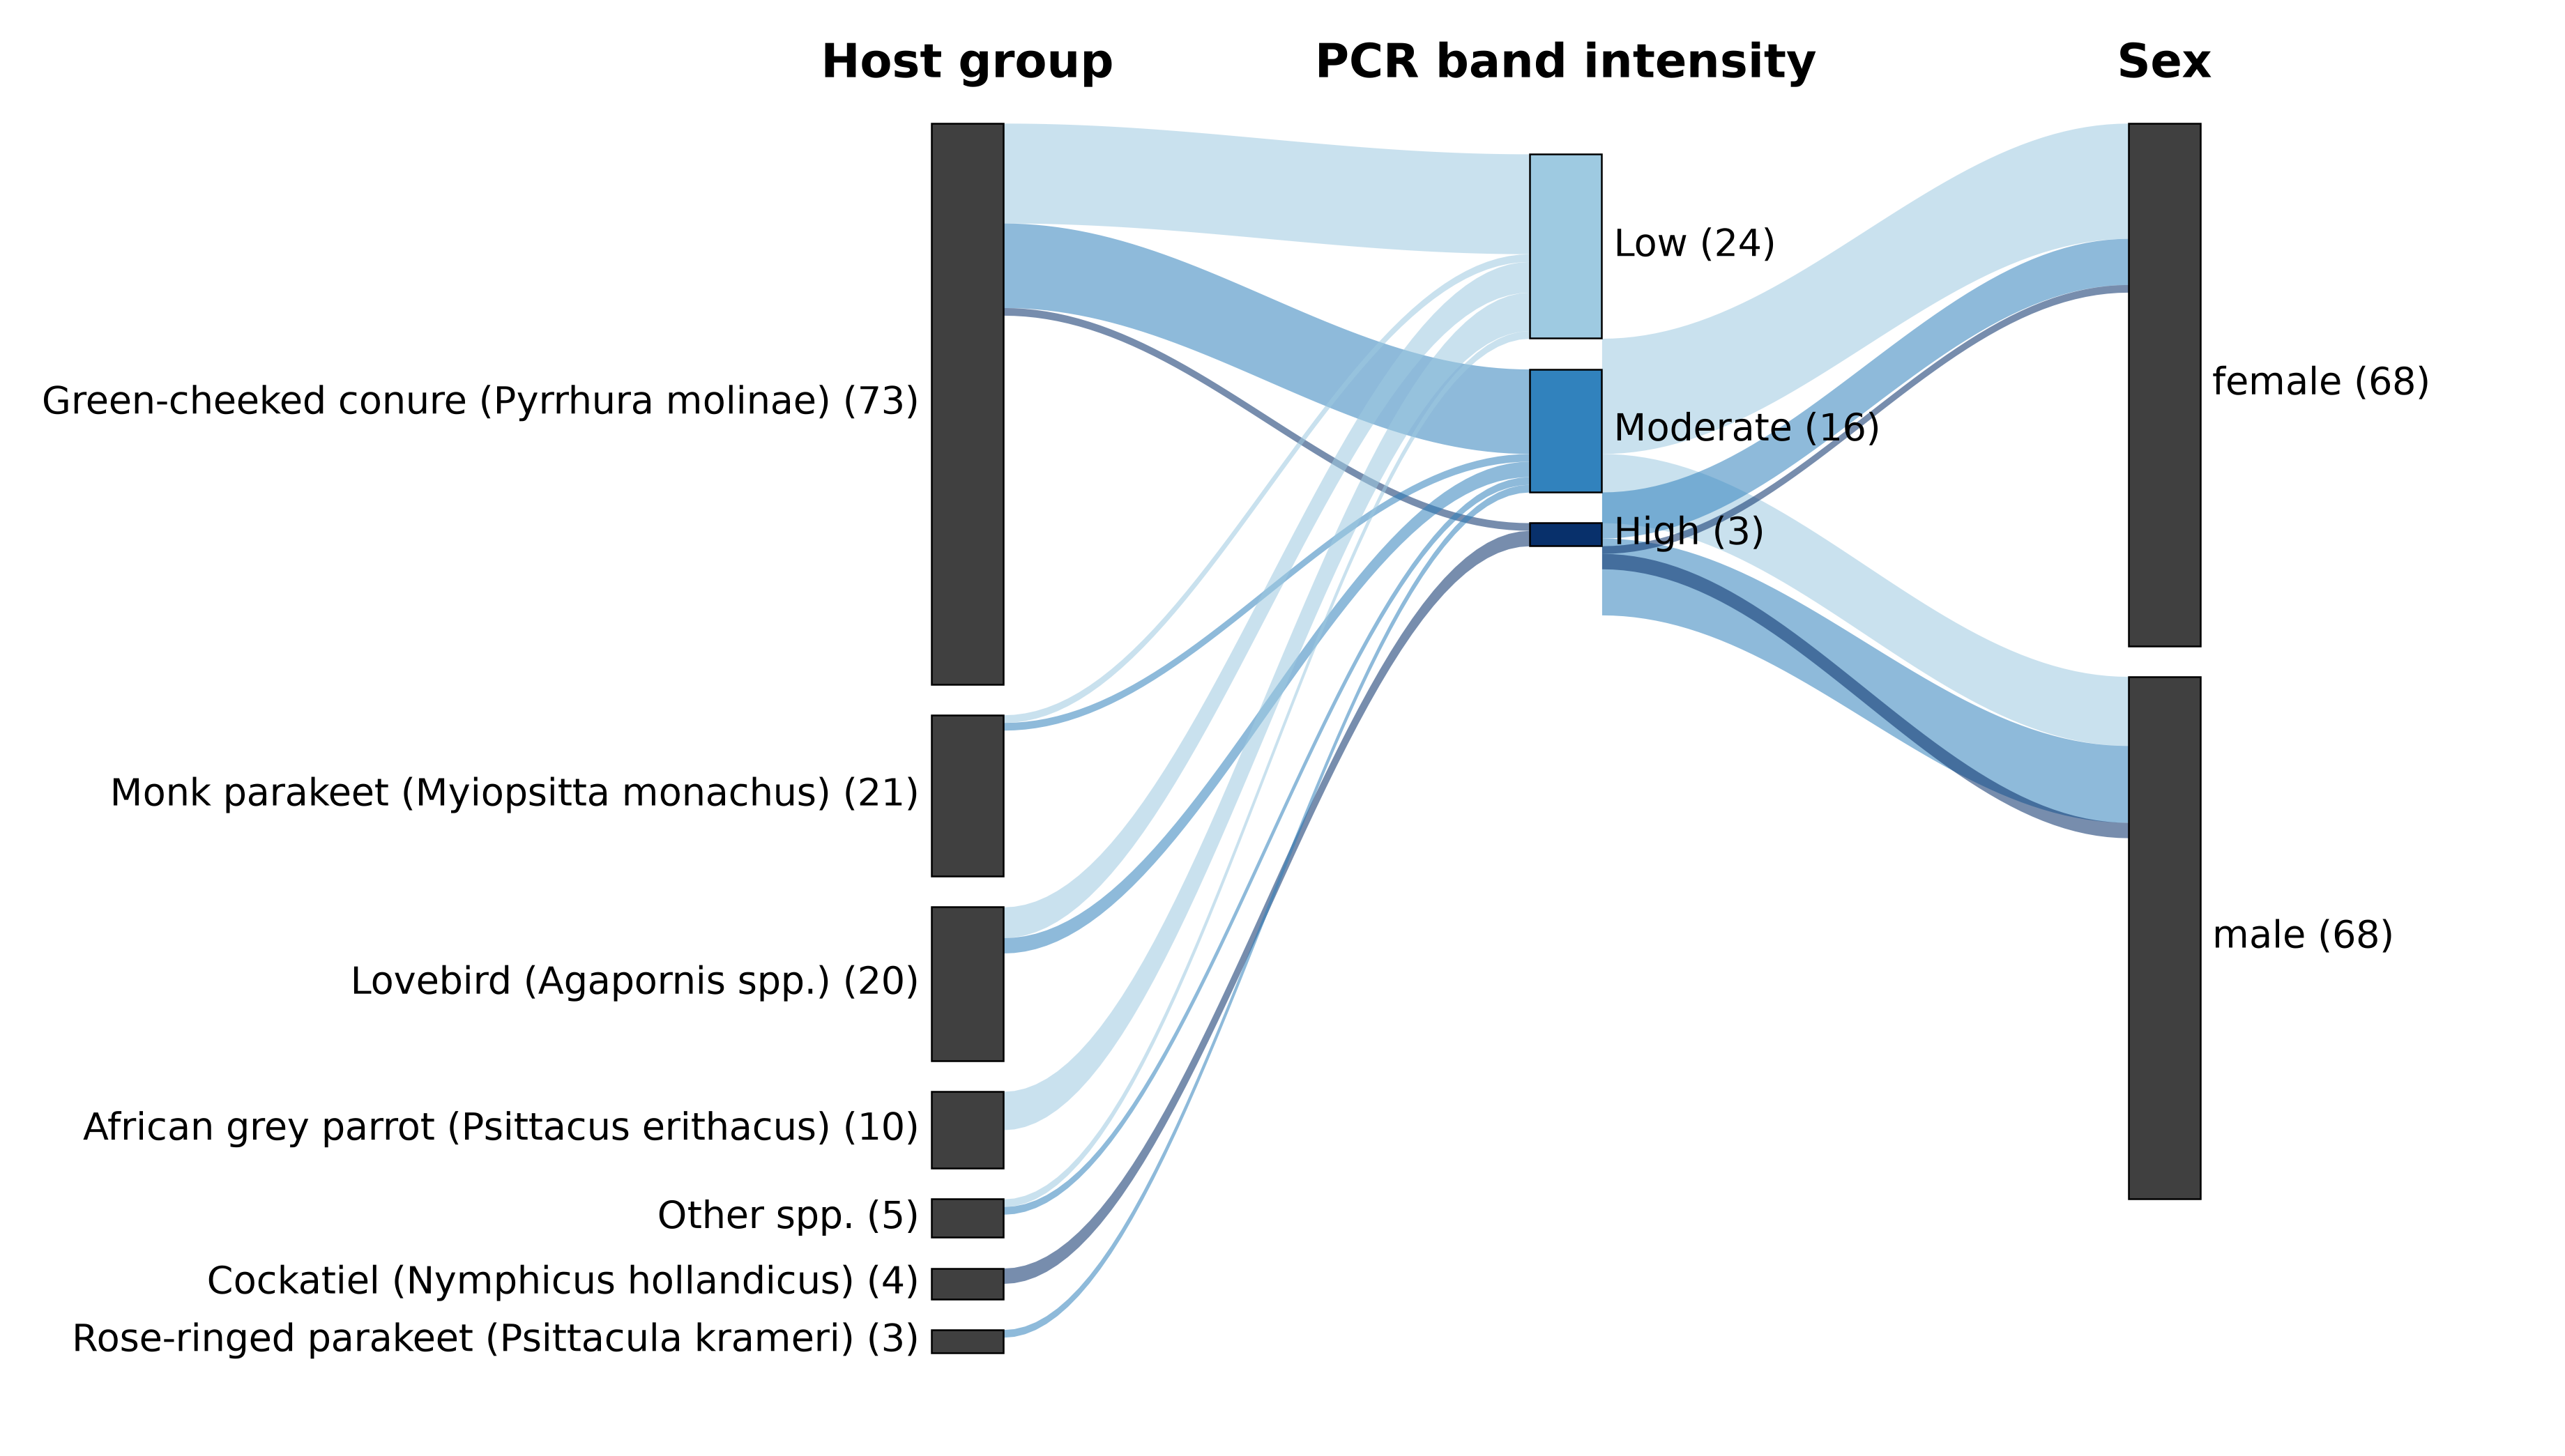 Host group
PCR band intensity
Sex
Green-cheeked conure (Pyrrhura molinae) (73)
Monk parakeet (Myiopsitta monachus) (21)
Lovebird (Agapornis spp.) (20)
African grey parrot (Psittacus erithacus) (10)
Other spp. (5)
Cockatiel (Nymphicus hollandicus) (4)
Rose-ringed parakeet (Psittacula krameri) (3)
Low (24)
Moderate (16)
High (3)
female (68)
male (68)